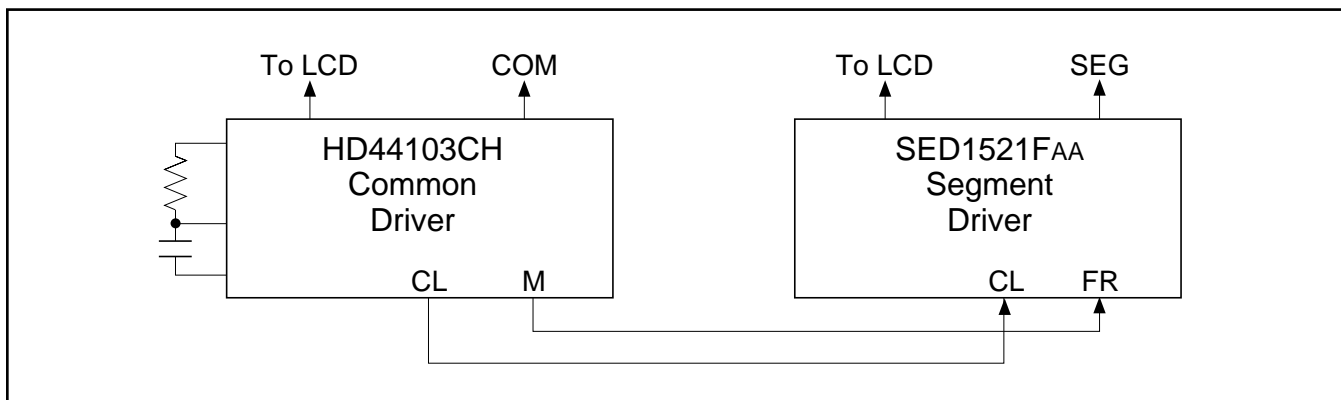 To LCD
COM
To LCD
SEG
HD44103CH
Common
Driver
CL
M
SED1521FAA
Segment
Driver
CL
FR